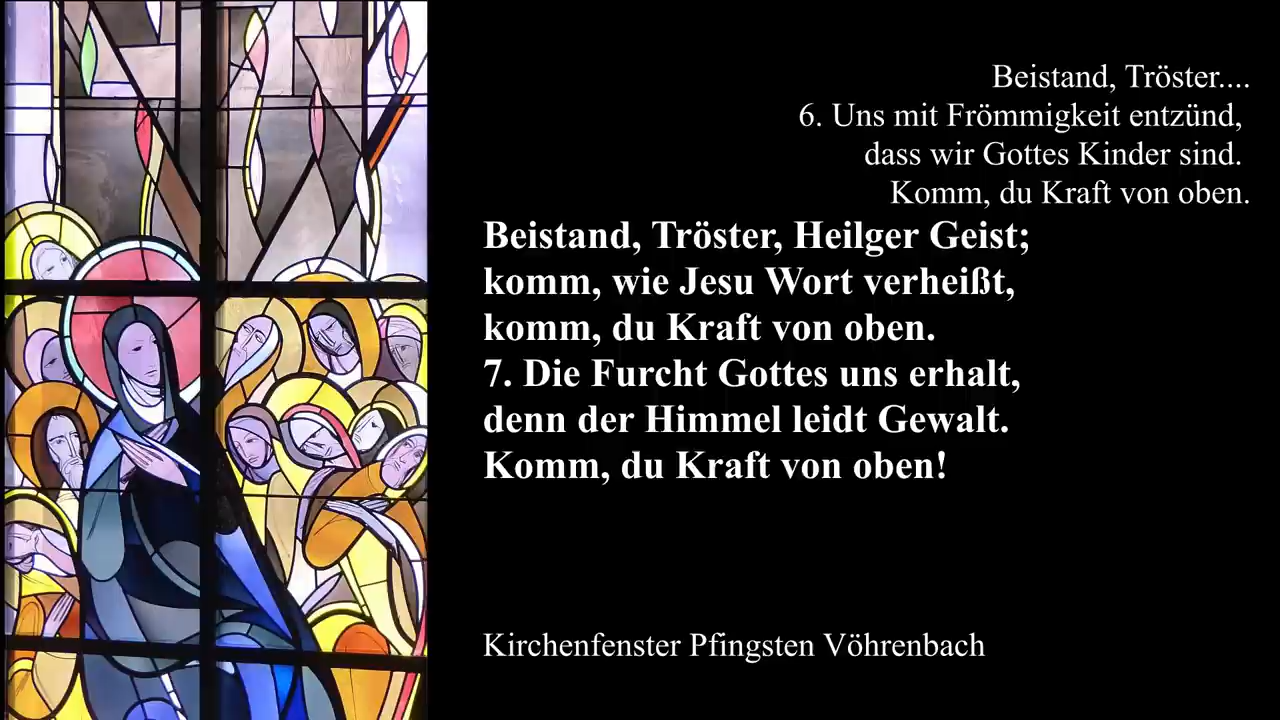 Beistand, Tröster....
6. Uns mit Frömmigkeit entzünd,
dass wir Gottes Kinder sind.
Komm, du Kraft von oben.
Beistand, Tröster, Heilger Geist;
komm, wie Jesu Wort verheißt,
komm, du Kraft von oben.
7. Die Furcht Gottes uns erhalt,
denn der Himmel leidt Gewalt.
Komm, du Kraft von oben!
Kirchenfenster Pfingsten Vöhrenbach